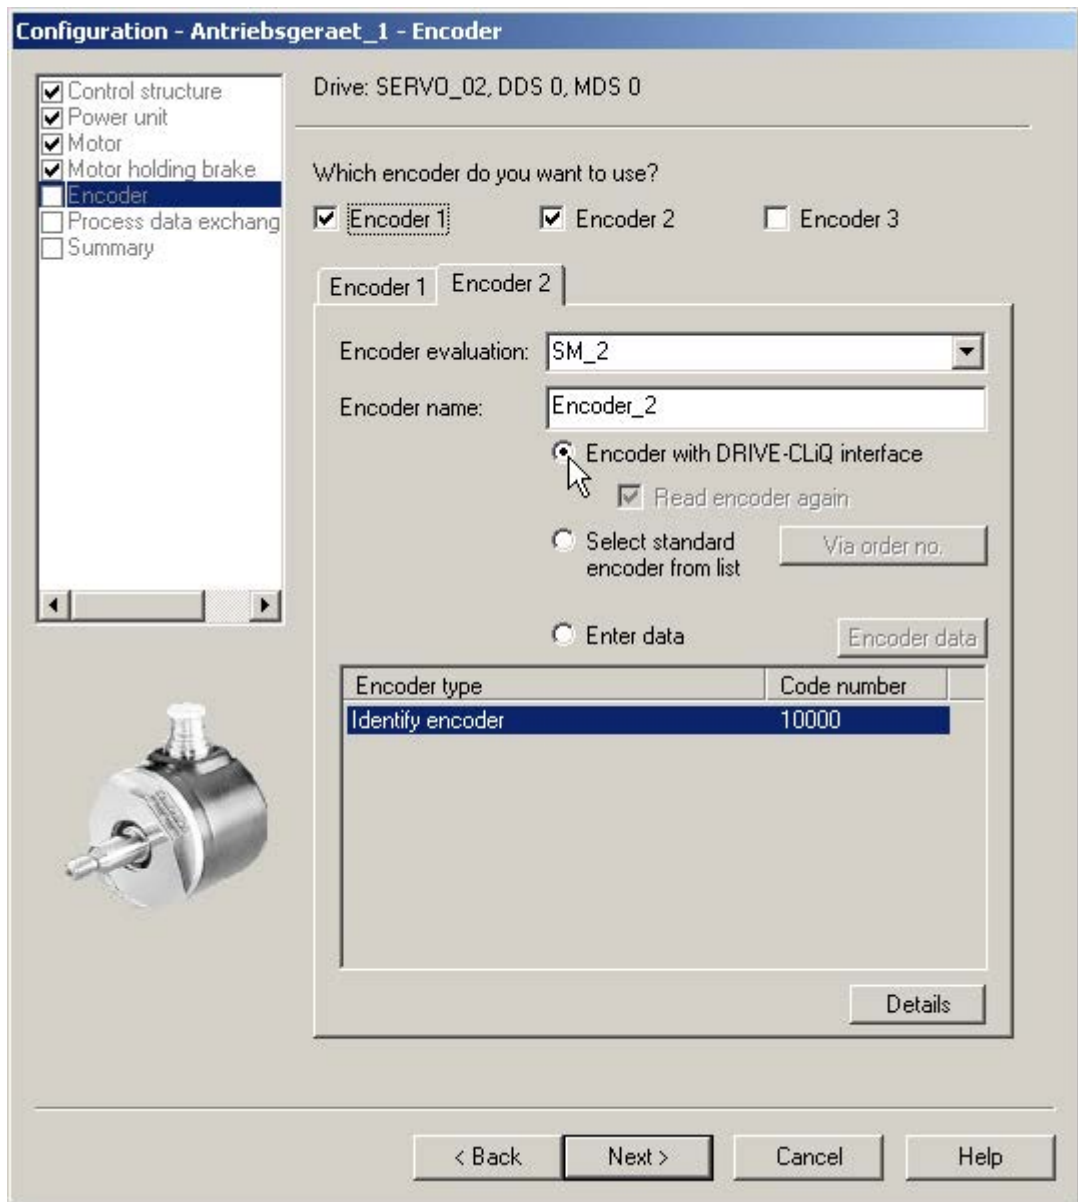 Configuration - Antriebsgeraet_1 - Encoder
Control structure
Power unit
Motor
Motor holding brake
Encoder
Process data exchang
Summary
Drive: SERVO_02, DDS 0, MDS 0
Which encoder do you want to use?
Encoder 1 Encoder 2 Encoder 3
Encoder 1 Encoder 2
Encoder evaluation: SM_2
Encoder name: Encoder_2
Encoder with DRIVE-CLiQ interface
Read encoder again
Select standard
encoder from list
Via order no.
Enter data Encoder data
Encoder type Code number
Identify encoder 10000
Details
< Back Next > Cancel Help